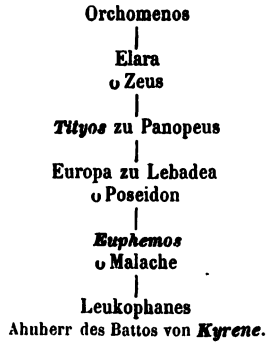 Orchomenos
Elara
∪ Zeus
Tityos zu Panopeus
Europa zu Lebadea
∪ Poseidon
Euphemos
∪ Malache
Leukophanes
Ahnherr des Battos von Kyrene.